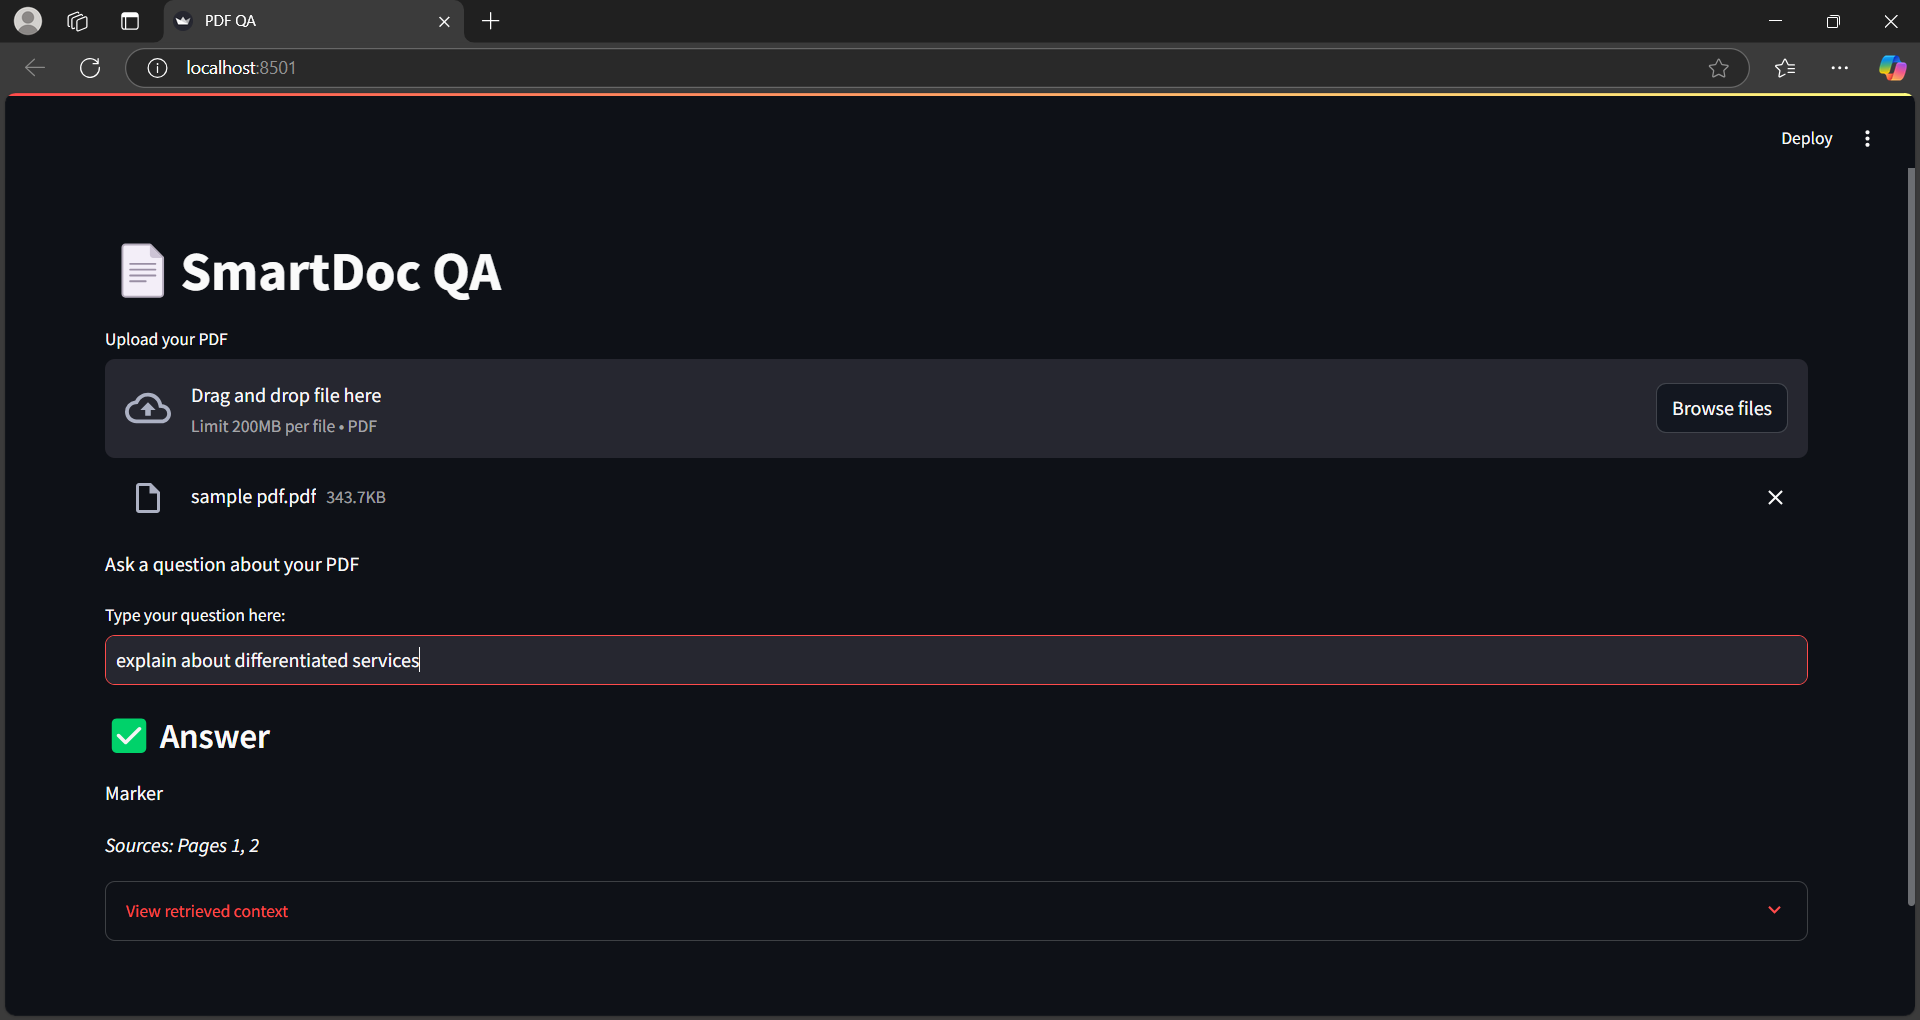 PDF QA
localhost:8501
Deploy
SmartDoc QA
Upload your PDF
Drag and drop file here
Limit 200MB per file • PDF
Browse files
sample pdf.pdf 343.7KB
Ask a question about your PDF
Type your question here:
explain about differentiated services
Answer
Marker
Sources: Pages 1, 2
View retrieved context